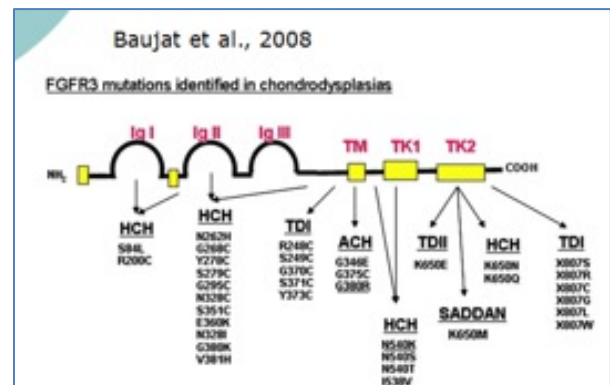 Baujat et al., 2008
FGFR3 mutations identified in chondrodysplasias
Ig I
Ig II
Ig III
TM
TK1
TK2
NH2
COOH
HCH
S84L
R200C
HCH
N262H
G268C
Y278C
S279C
G295C
N328C
S351C
E360K
N328I
G380K
V381H
TDI
R248C
S249C
G370C
S371C
Y373C
ACH
G346E
G375C
G380R
HCH
N540K
N540S
N540T
I538V
TDII
K650E
SADDAN
K650M
HCH
K650N
K650Q
TDI
X807S
X807R
X807C
X807G
X807L
X807W